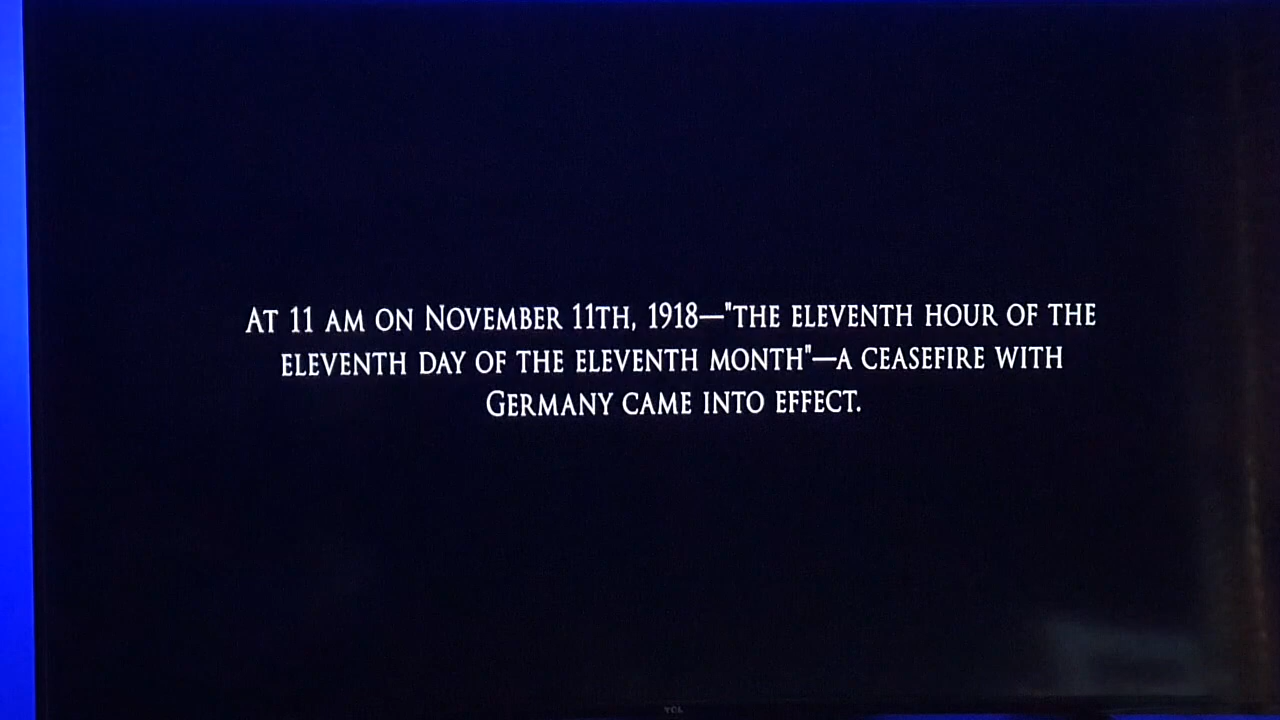 At 11 am on November 11th, 1918—"the eleventh hour of the
eleventh day of the eleventh month"—a ceasefire with
Germany came into effect.
TCL